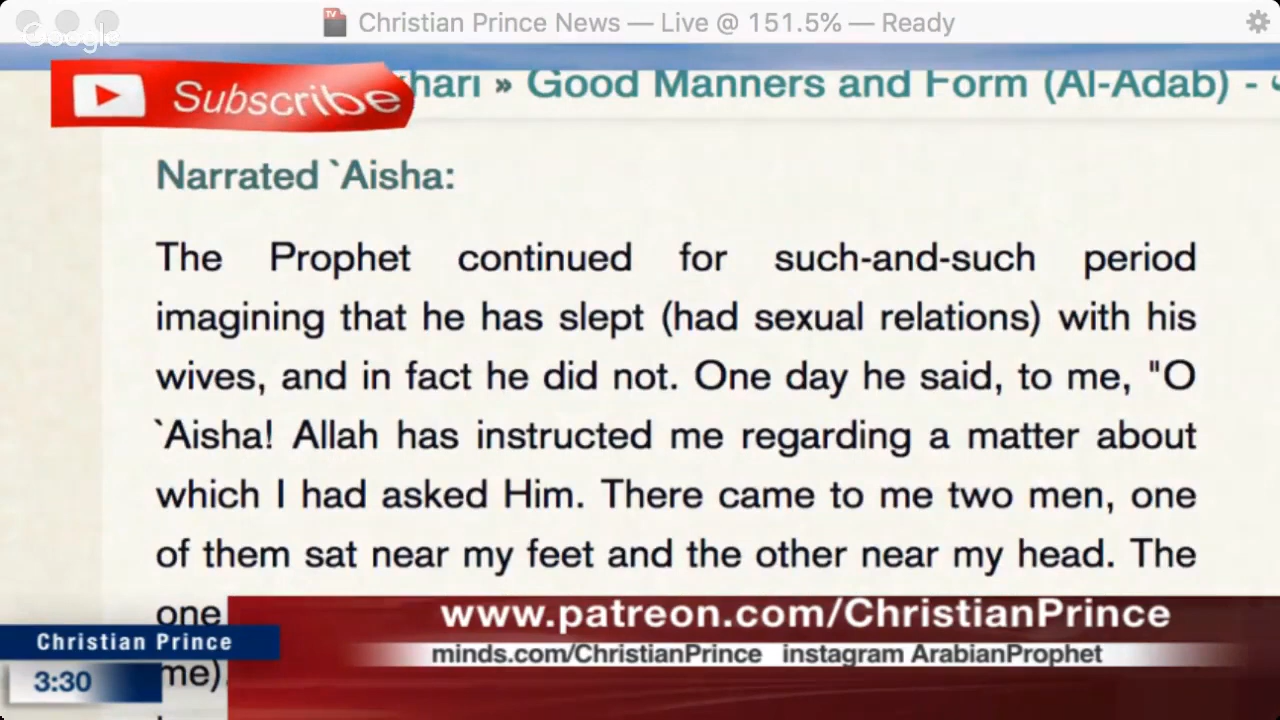 Christian Prince News — Live @ 151.5% — Ready
Google
Subscribe
khari » Good Manners and Form (Al-Adab) -
Narrated `Aisha:
The Prophet continued for such-and-such period
imagining that he has slept (had sexual relations) with his
wives, and in fact he did not. One day he said, to me, "O
`Aisha! Allah has instructed me regarding a matter about
which I had asked Him. There came to me two men, one
of them sat near my feet and the other near my head. The
one
www.patreon.com/ChristianPrince
Christian Prince
minds.com/ChristianPrince instagram ArabianProphet
3:30
me)